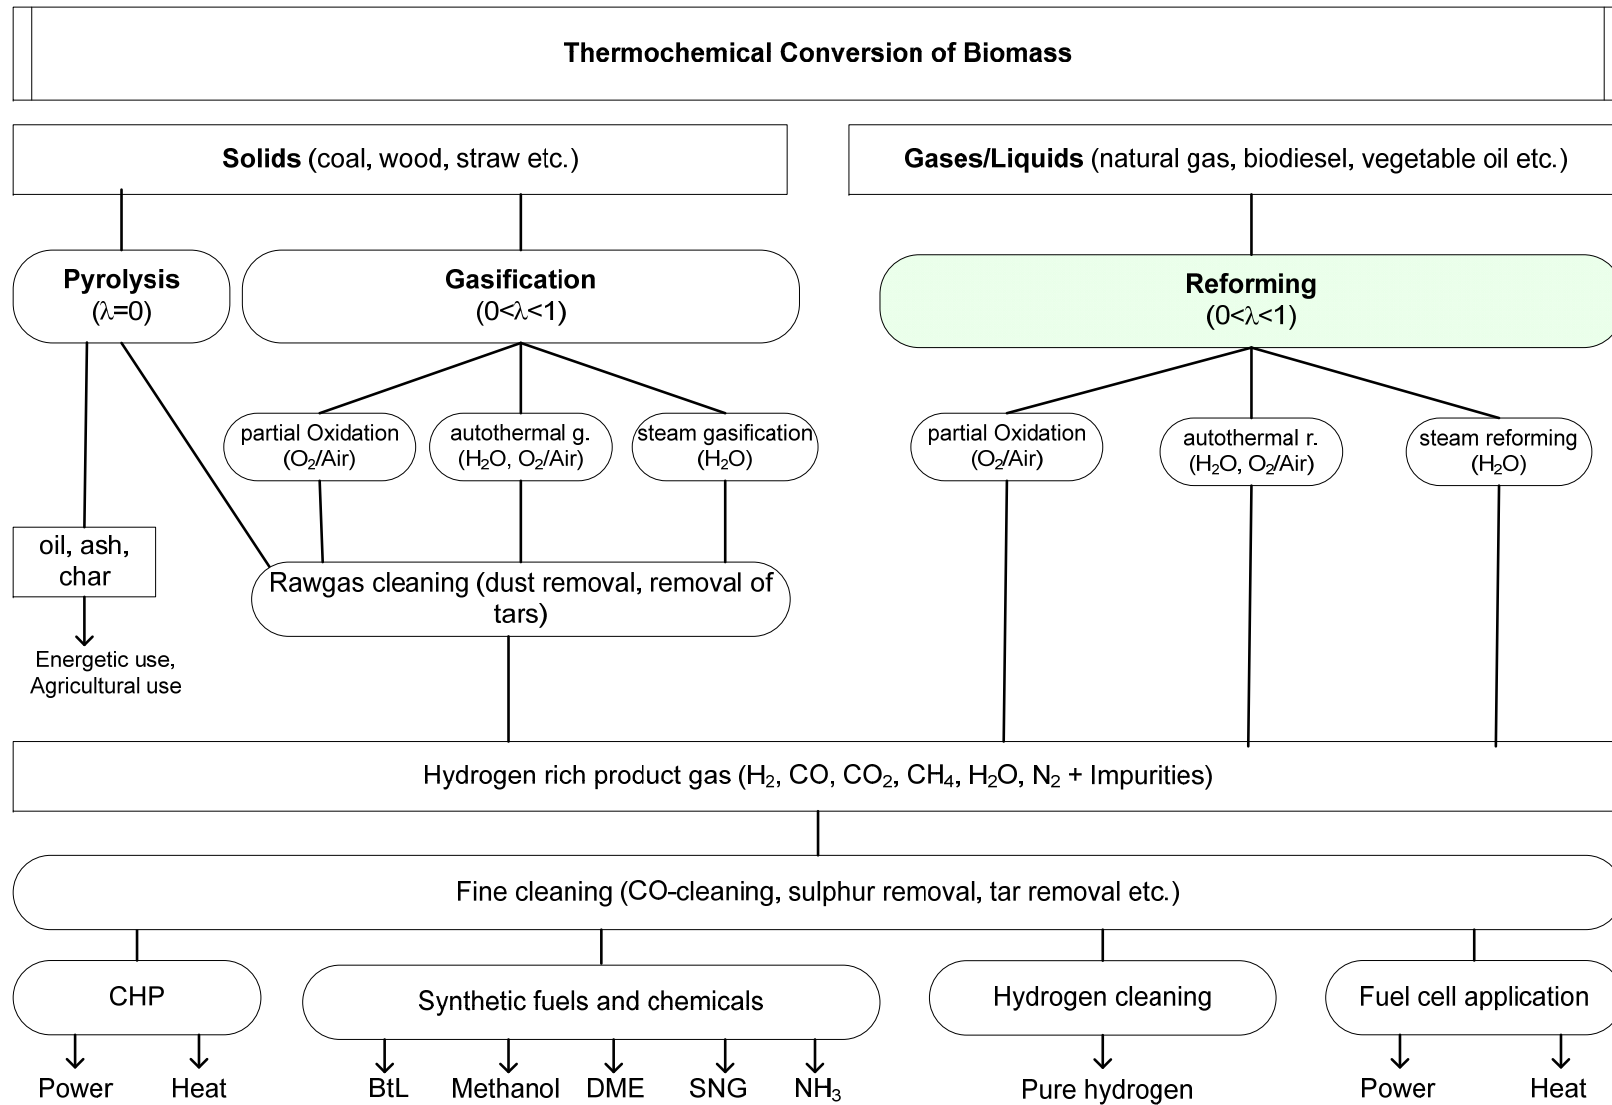 Thermochemical Conversion of Biomass
Solids (coal, wood, straw etc.)
Gases/Liquids (natural gas, biodiesel, vegetable oil etc.)
Pyrolysis
(λ=0)
Gasification
(0<λ<1)
Reforming
(0<λ<1)
partial Oxidation
(O₂/Air)
autothermal g.
(H₂O, O₂/Air)
steam gasification
(H₂O)
partial Oxidation
(O₂/Air)
autothermal r.
(H₂O, O₂/Air)
steam reforming
(H₂O)
oil, ash,
char
Rawgas cleaning (dust removal, removal of
tars)
Energetic use,
Agricultural use
Hydrogen rich product gas (H₂, CO, CO₂, CH₄, H₂O, N₂ + Impurities)
Fine cleaning (CO-cleaning, sulphur removal, tar removal etc.)
CHP
Synthetic fuels and chemicals
Hydrogen cleaning
Fuel cell application
Power
Heat
BtL
Methanol
DME
SNG
NH₃
Pure hydrogen
Power
Heat